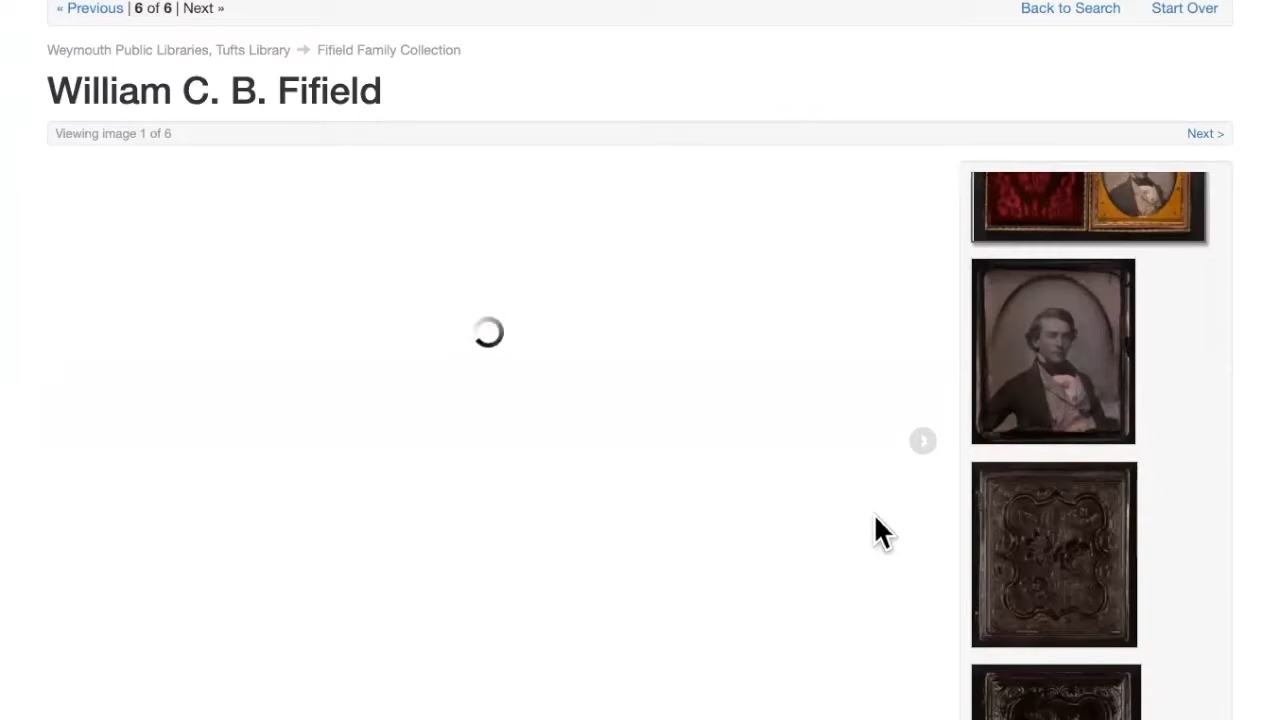 « Previous | 6 of 6 | Next »
Back to Search
Start Over
Weymouth Public Libraries, Tufts Library → Fifield Family Collection
William C. B. Fifield
Viewing image 1 of 6
Next >